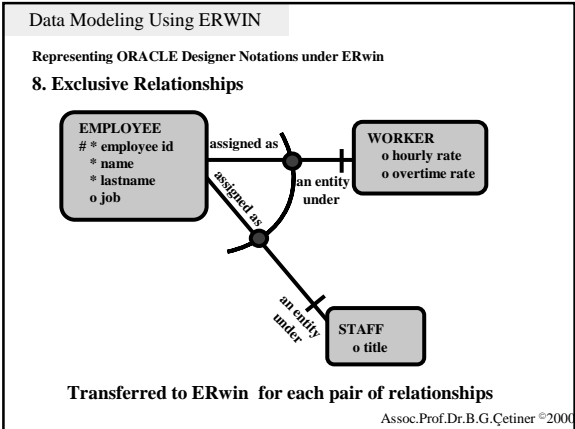 Data Modeling Using ERWIN
Representing ORACLE Designer Notations under ERwin
8. Exclusive Relationships
EMPLOYEE
# * employee id
* name
* lastname
o job
assigned as
an entity
under
WORKER
o hourly rate
o overtime rate
assigned as
an entity
under
STAFF
o title
Transferred to ERwin for each pair of relationships
Assoc.Prof.Dr.B.G.Çetiner ©2000